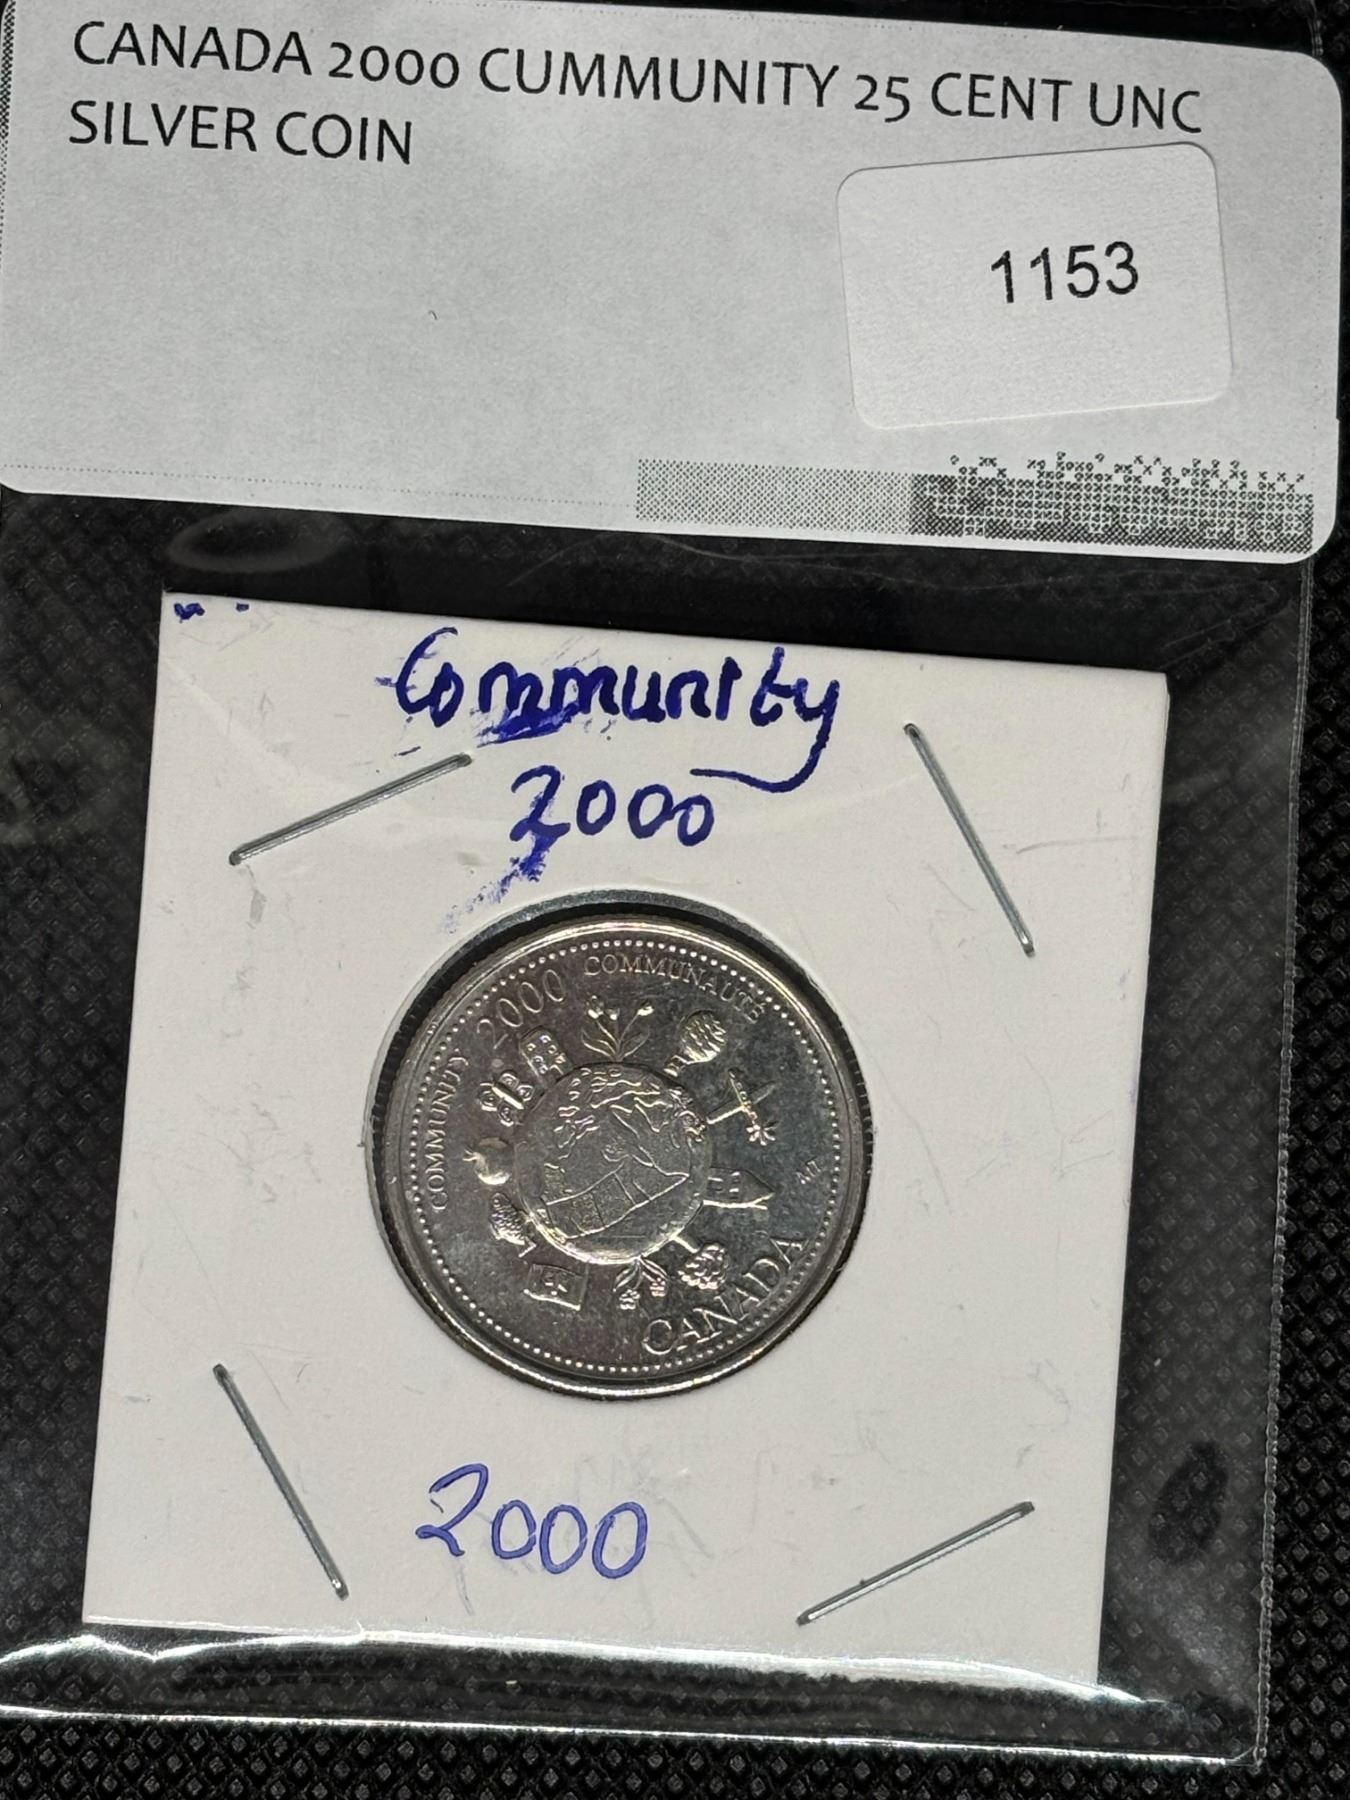 CANADA 2000 CUMMUNITY 25 CENT UNC
SILVER COIN
1153
Community
2000
COMMUNITY 2000 COMMUNAUTÉ
CANADA
2000